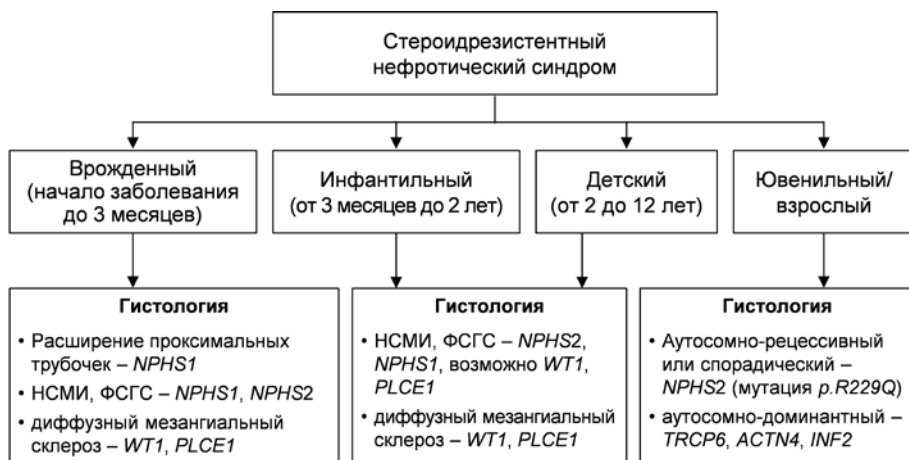 Стероидрезистентный
нефротический синдром
Врожденный
(начало заболевания
до 3 месяцев)
Инфантильный
(от 3 месяцев до 2 лет)
Детский
(от 2 до 12 лет)
Ювенильный/
взрослый
Гистология
• Расширение проксимальных
трубочек – NPHS1
• НСМИ, ФСГС – NPHS1, NPHS2
• диффузный мезангиальный
склероз – WT1, PLCE1
Гистология
• НСМИ, ФСГС – NPHS2,
NPHS1, возможно WT1,
PLCE1
• диффузный мезангиальный
склероз – WT1, PLCE1
Гистология
• Аутосомно-рецессивный
или спорадический –
NPHS2 (мутация p.R229Q)
• аутосомно-доминантный –
TRCP6, ACTN4, INF2